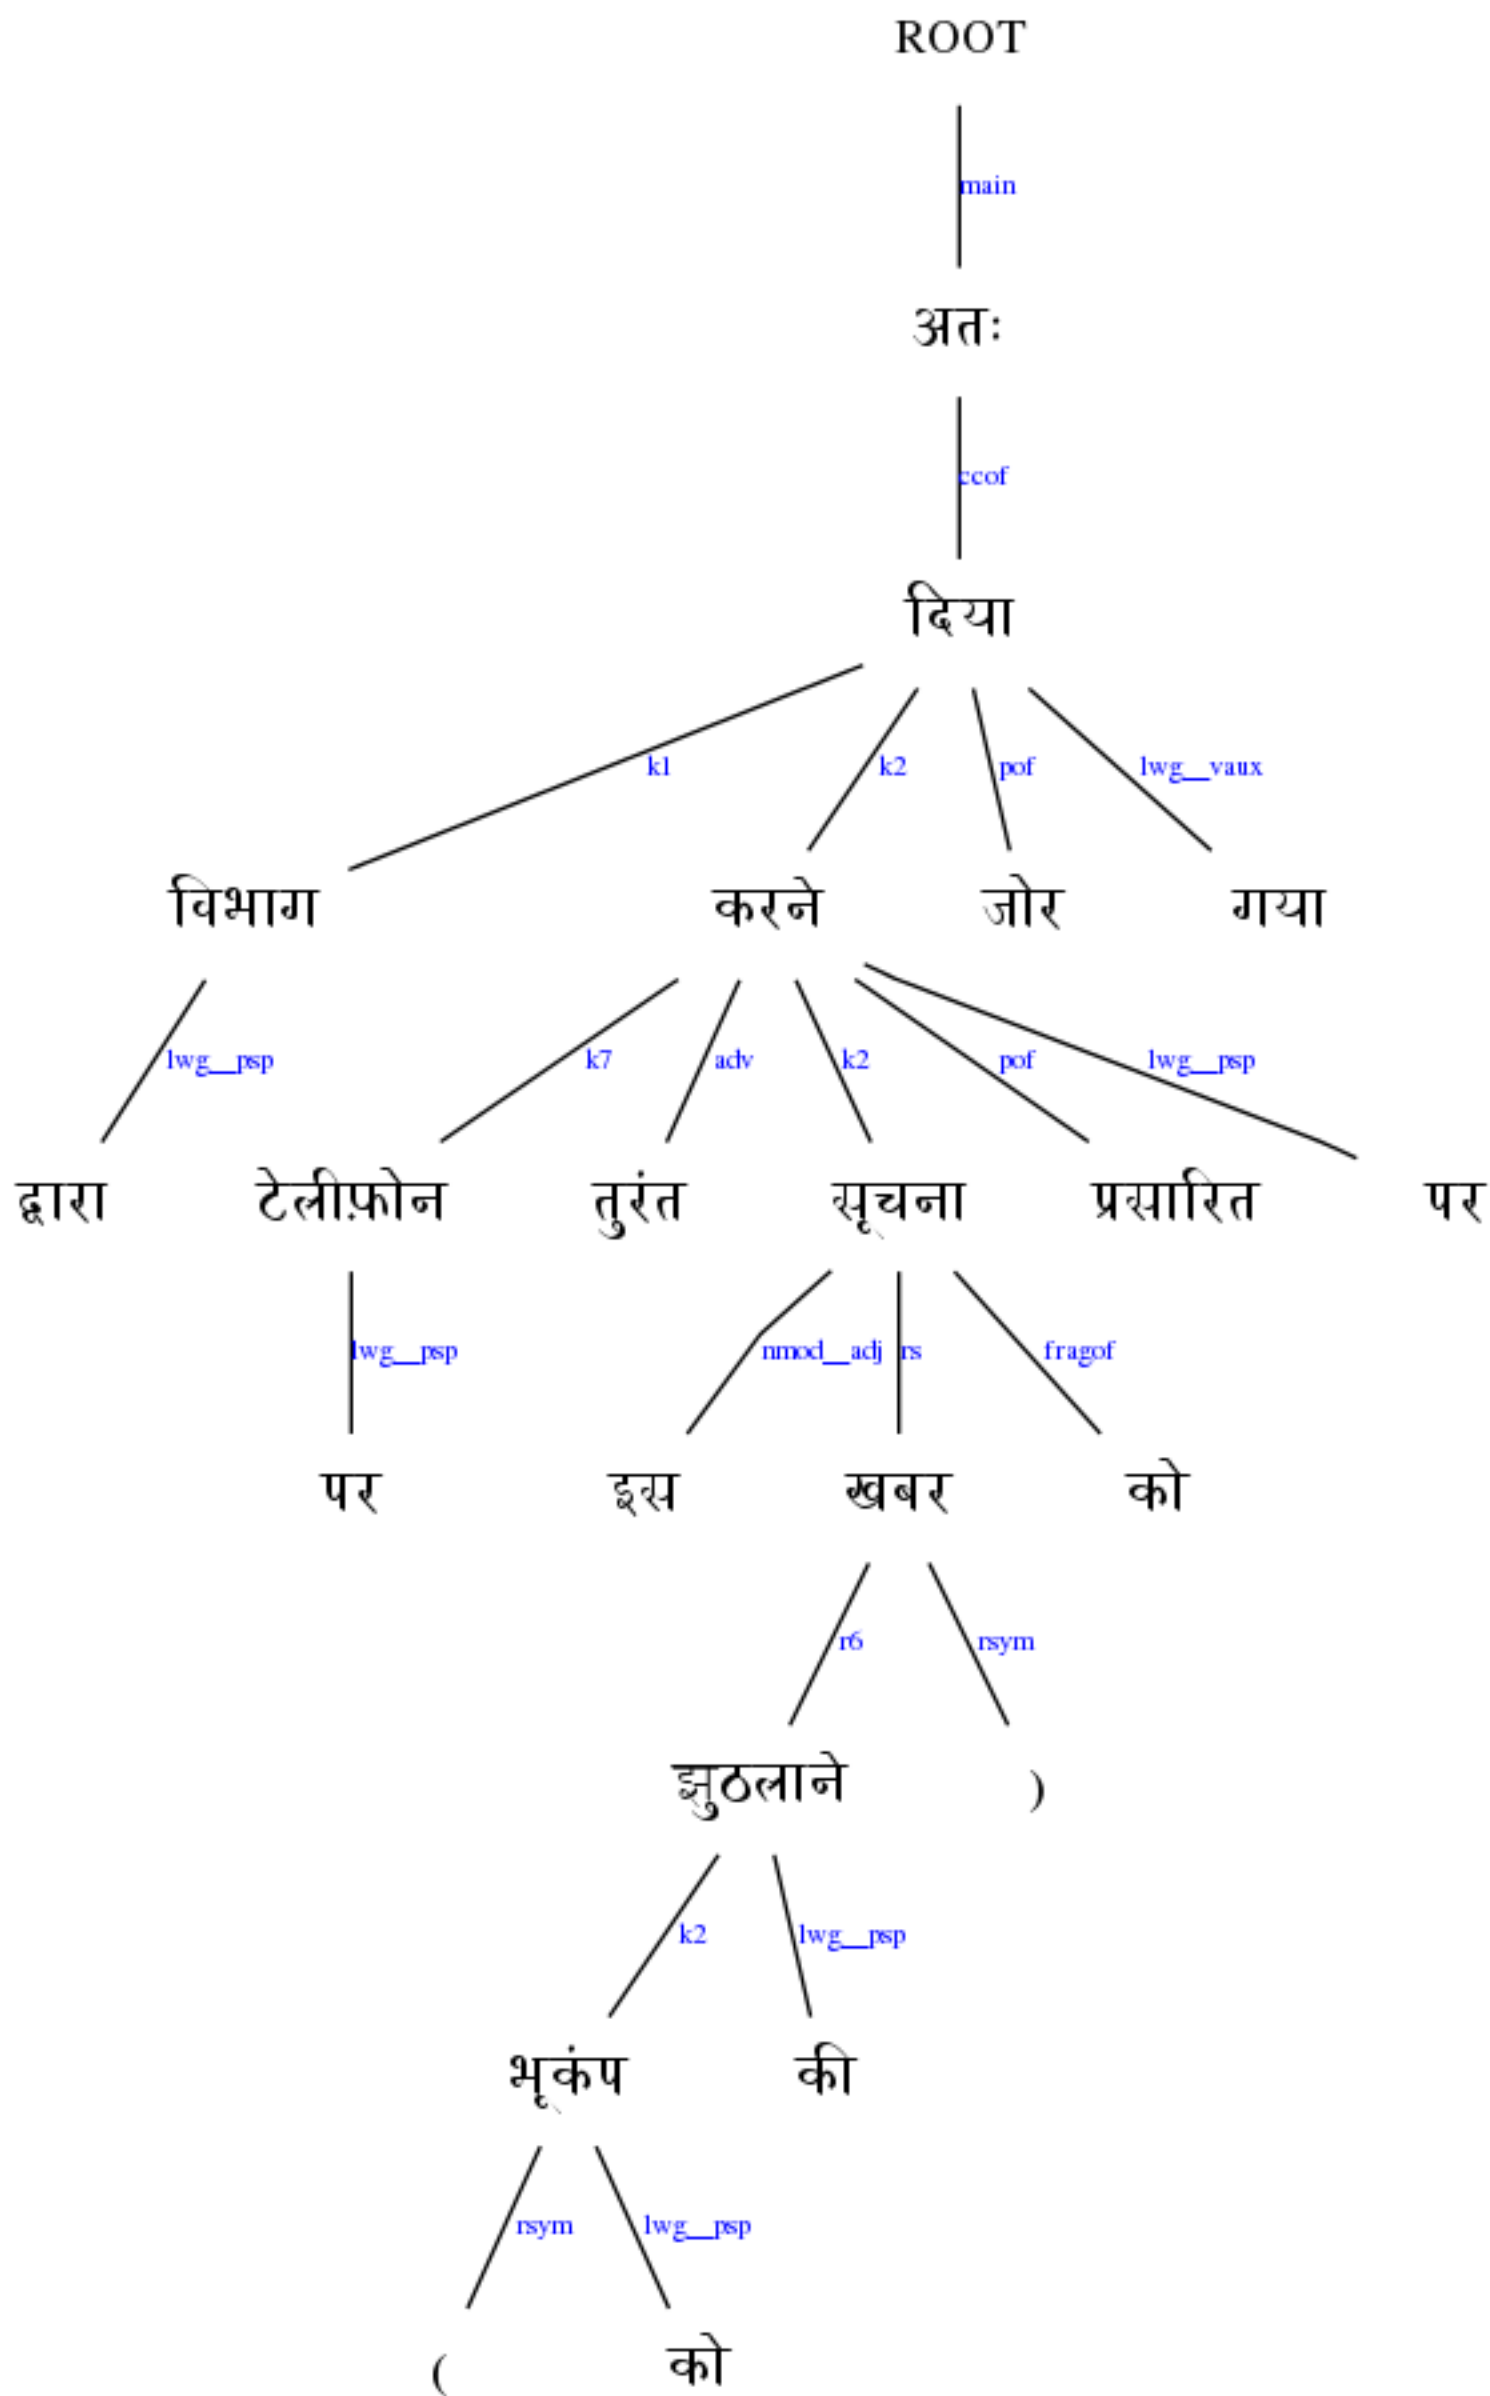 ROOT
main
अतः
ccof
दिया
k1 k2 pof lwg__vaux
विभाग करने जोर गया
lwg__psp k7 adv k2 pof lwg__psp
द्वारा टेलीफ़ोन तुरंत सूचना प्रसारित पर
lwg__psp nmod__adj rs fragof
पर इस खबर को
r6 rsym
झुठलाने )
k2 lwg__psp
भूकंप की
rsym lwg__psp
( को